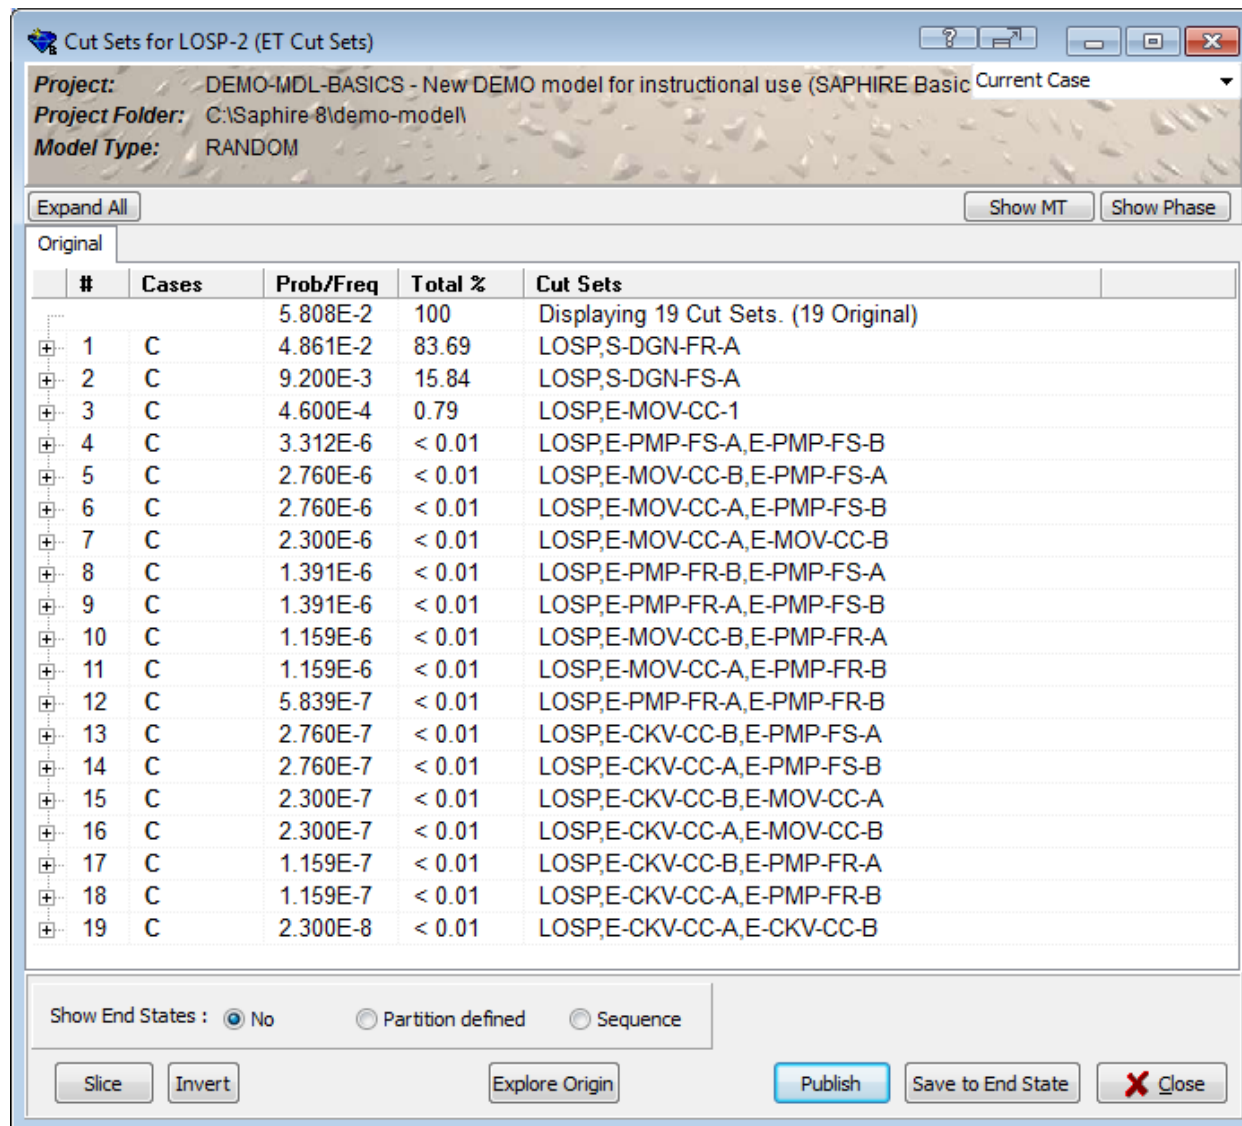 Cut Sets for LOSP-2 (ET Cut Sets)
Project: DEMO-MDL-BASICS - New DEMO model for instructional use (SAPHIRE Basic Current Case
Project Folder: C:\Saphire 8\demo-model\
Model Type: RANDOM
Expand All Show MT Show Phase
Original
# Cases Prob/Freq Total % Cut Sets
5.808E-2 100 Displaying 19 Cut Sets. (19 Original)
1 C 4.861E-2 83.69 LOSP,S-DGN-FR-A
2 C 9.200E-3 15.84 LOSP,S-DGN-FS-A
3 C 4.600E-4 0.79 LOSP,E-MOV-CC-1
4 C 3.312E-6 < 0.01 LOSP,E-PMP-FS-A,E-PMP-FS-B
5 C 2.760E-6 < 0.01 LOSP,E-MOV-CC-B,E-PMP-FS-A
6 C 2.760E-6 < 0.01 LOSP,E-MOV-CC-A,E-PMP-FS-B
7 C 2.300E-6 < 0.01 LOSP,E-MOV-CC-A,E-MOV-CC-B
8 C 1.391E-6 < 0.01 LOSP,E-PMP-FR-B,E-PMP-FS-A
9 C 1.391E-6 < 0.01 LOSP,E-PMP-FR-A,E-PMP-FS-B
10 C 1.159E-6 < 0.01 LOSP,E-MOV-CC-B,E-PMP-FR-A
11 C 1.159E-6 < 0.01 LOSP,E-MOV-CC-A,E-PMP-FR-B
12 C 5.839E-7 < 0.01 LOSP,E-PMP-FR-A,E-PMP-FR-B
13 C 2.760E-7 < 0.01 LOSP,E-CKV-CC-B,E-PMP-FS-A
14 C 2.760E-7 < 0.01 LOSP,E-CKV-CC-A,E-PMP-FS-B
15 C 2.300E-7 < 0.01 LOSP,E-CKV-CC-B,E-MOV-CC-A
16 C 2.300E-7 < 0.01 LOSP,E-CKV-CC-A,E-MOV-CC-B
17 C 1.159E-7 < 0.01 LOSP,E-CKV-CC-B,E-PMP-FR-A
18 C 1.159E-7 < 0.01 LOSP,E-CKV-CC-A,E-PMP-FR-B
19 C 2.300E-8 < 0.01 LOSP,E-CKV-CC-A,E-CKV-CC-B
Show End States : No Partition defined Sequence
Slice Invert Explore Origin Publish Save to End State Close